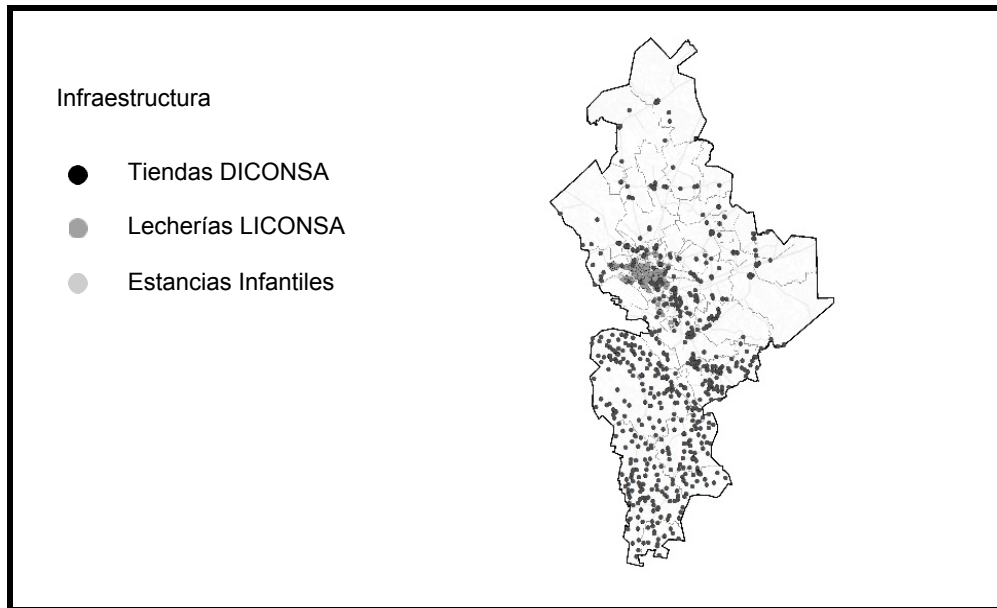 Infraestructura
Tiendas DICONSA
Lecherías LICONSA
Estancias Infantiles